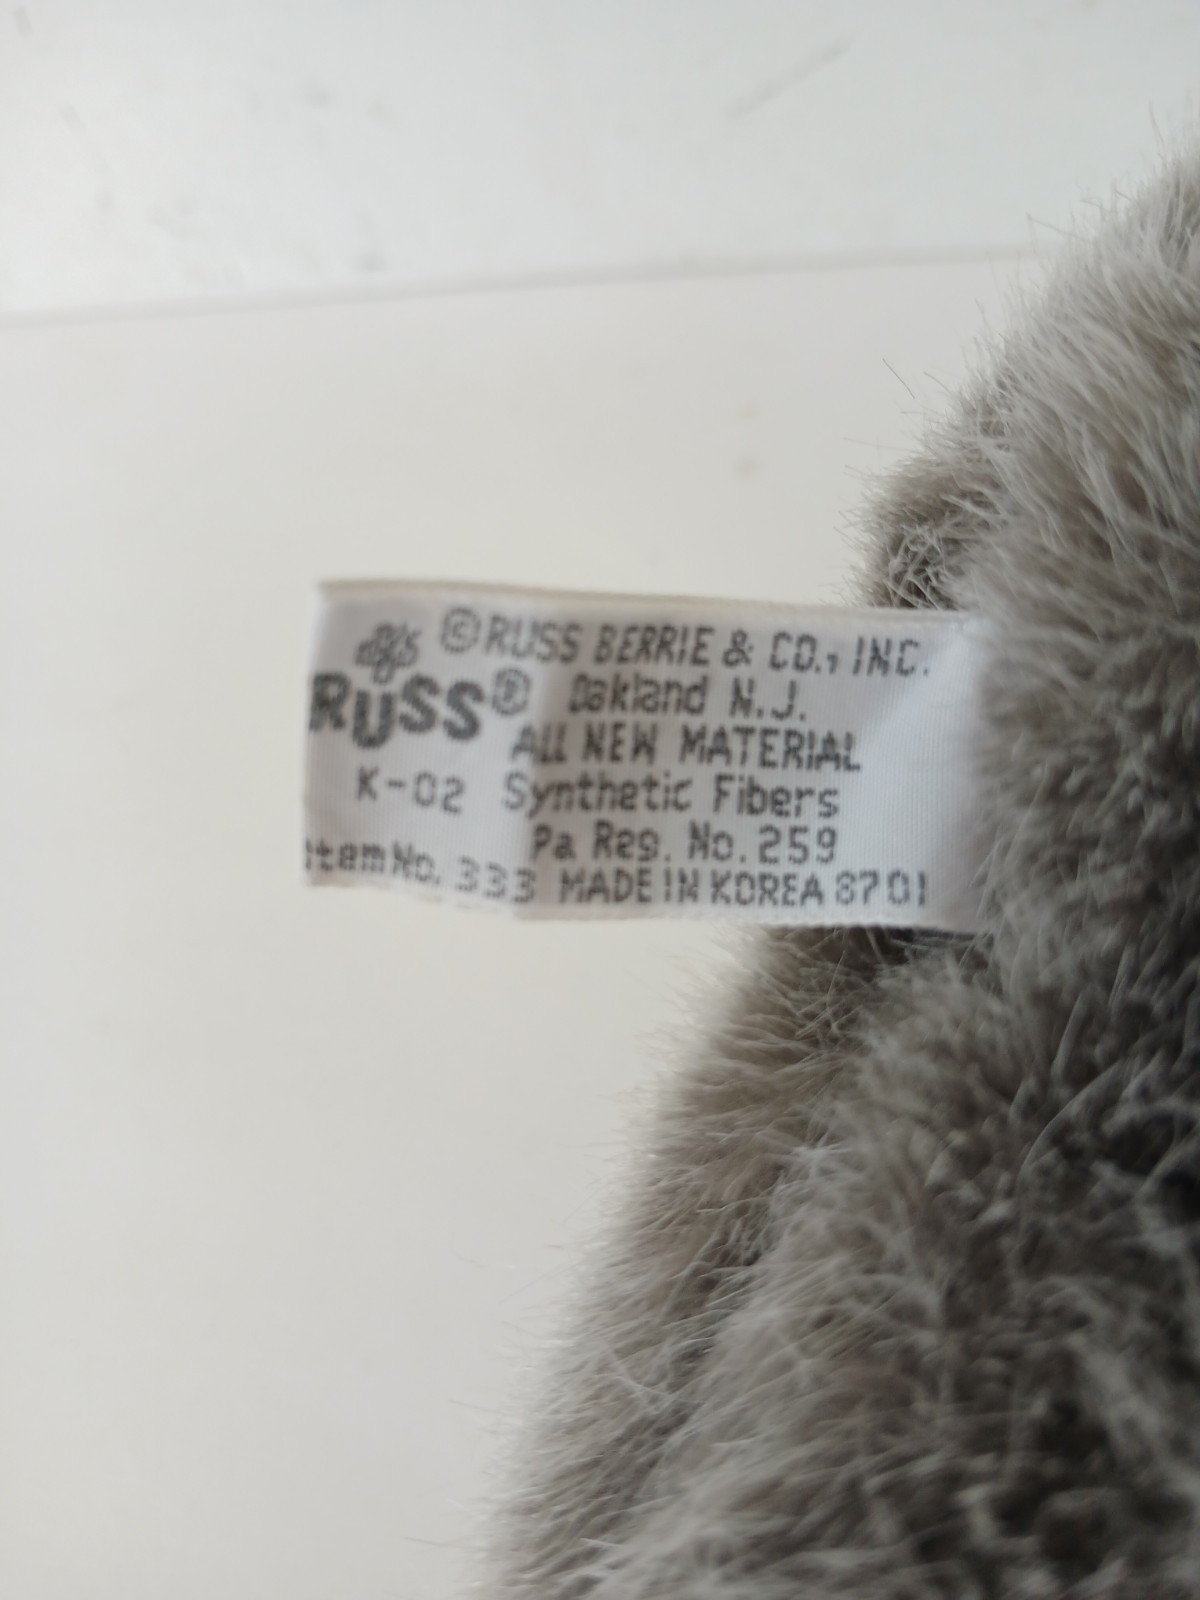 ©RUSS BERRIE & CO., INC.
RUSS® Oakland N.J.
ALL NEW MATERIAL
K-02 Synthetic Fibers
Pa Reg. No. 259
Item No. 333 MADE IN KOREA 8701